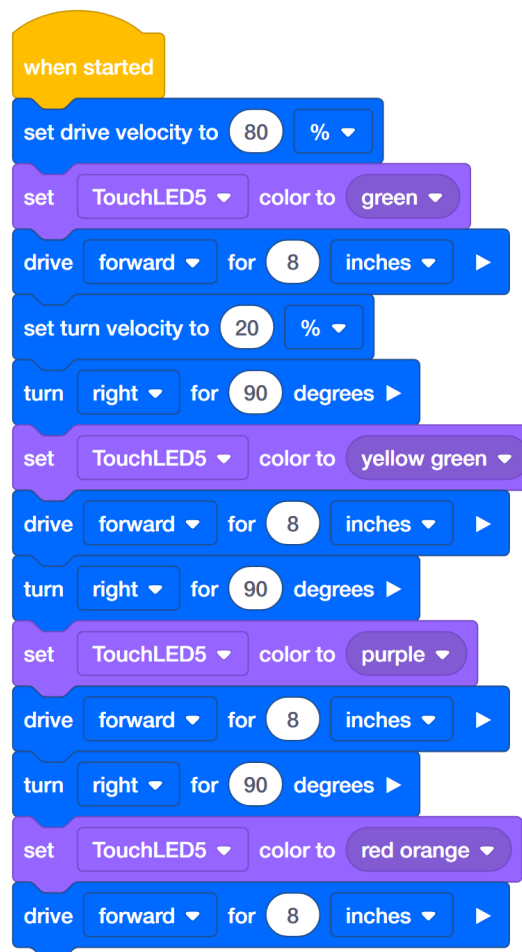 when started
set drive velocity to 80 %
set TouchLED5 color to green
drive forward for 8 inches
set turn velocity to 20 %
turn right for 90 degrees
set TouchLED5 color to yellow green
drive forward for 8 inches
turn right for 90 degrees
set TouchLED5 color to purple
drive forward for 8 inches
turn right for 90 degrees
set TouchLED5 color to red orange
drive forward for 8 inches